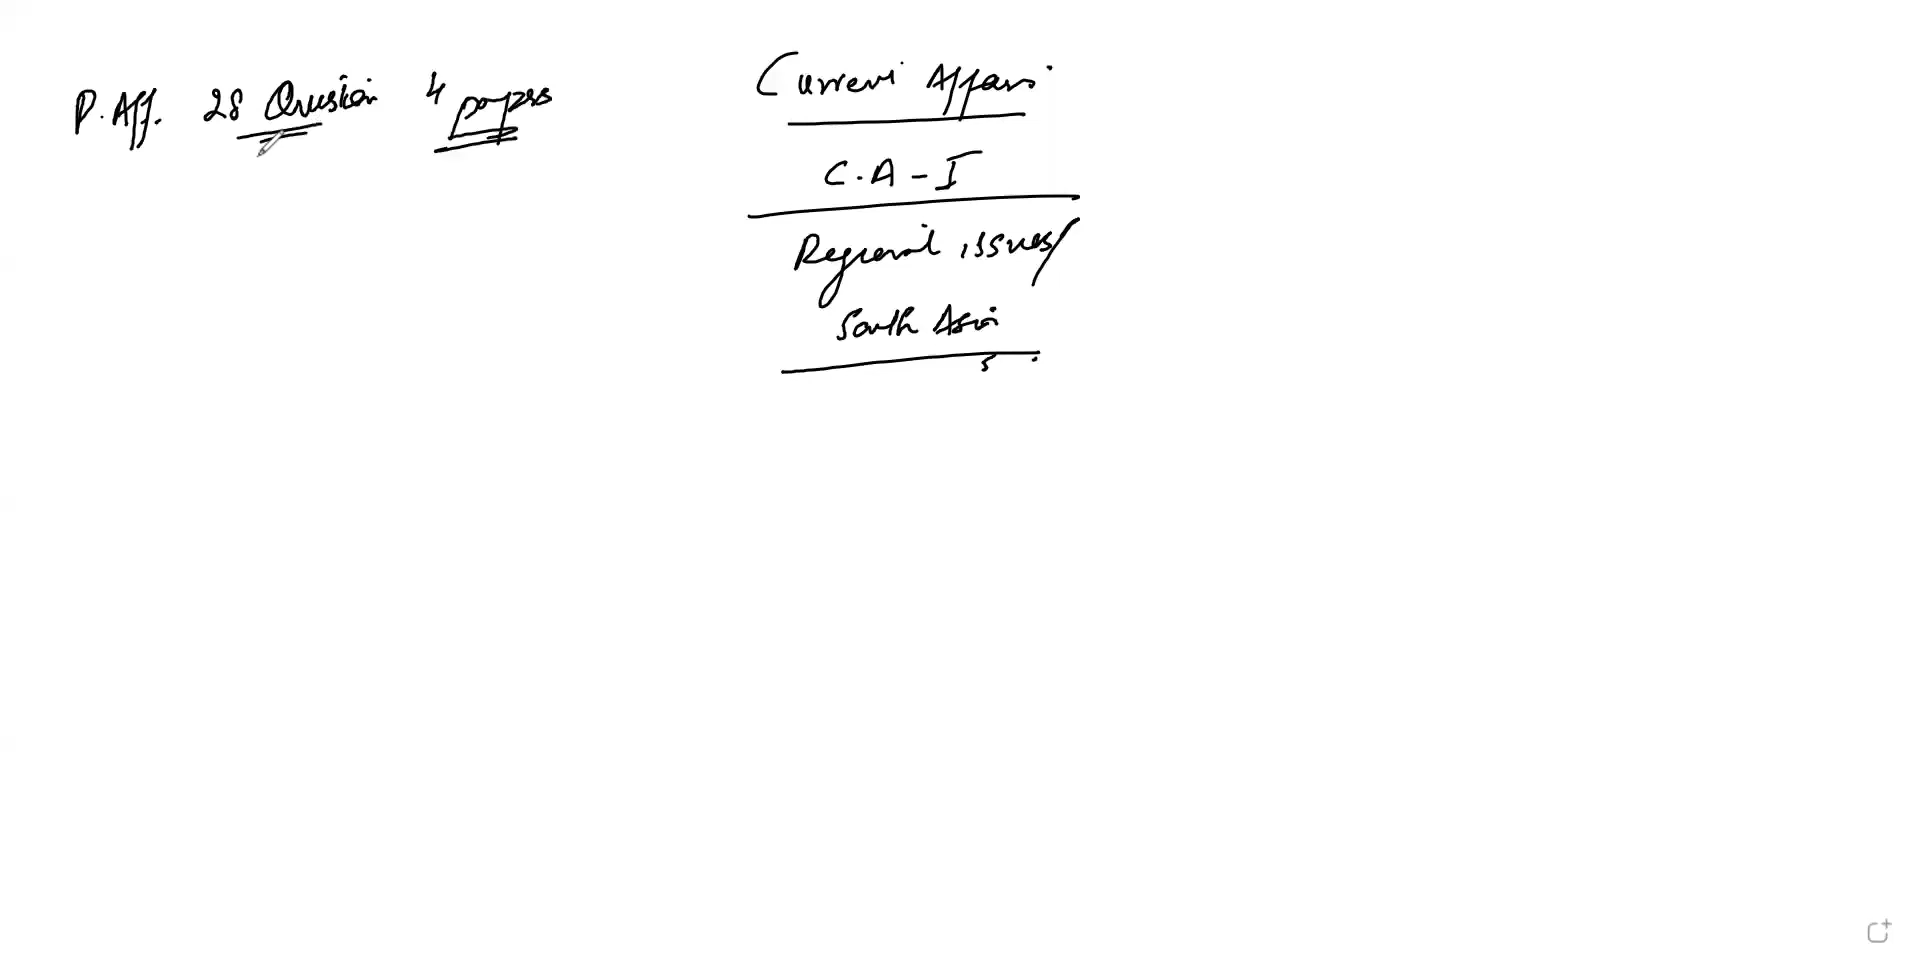 P. Aff. 28 Question 4 papers
Current Affairs
C.A - I
Regional issues/
South Asia